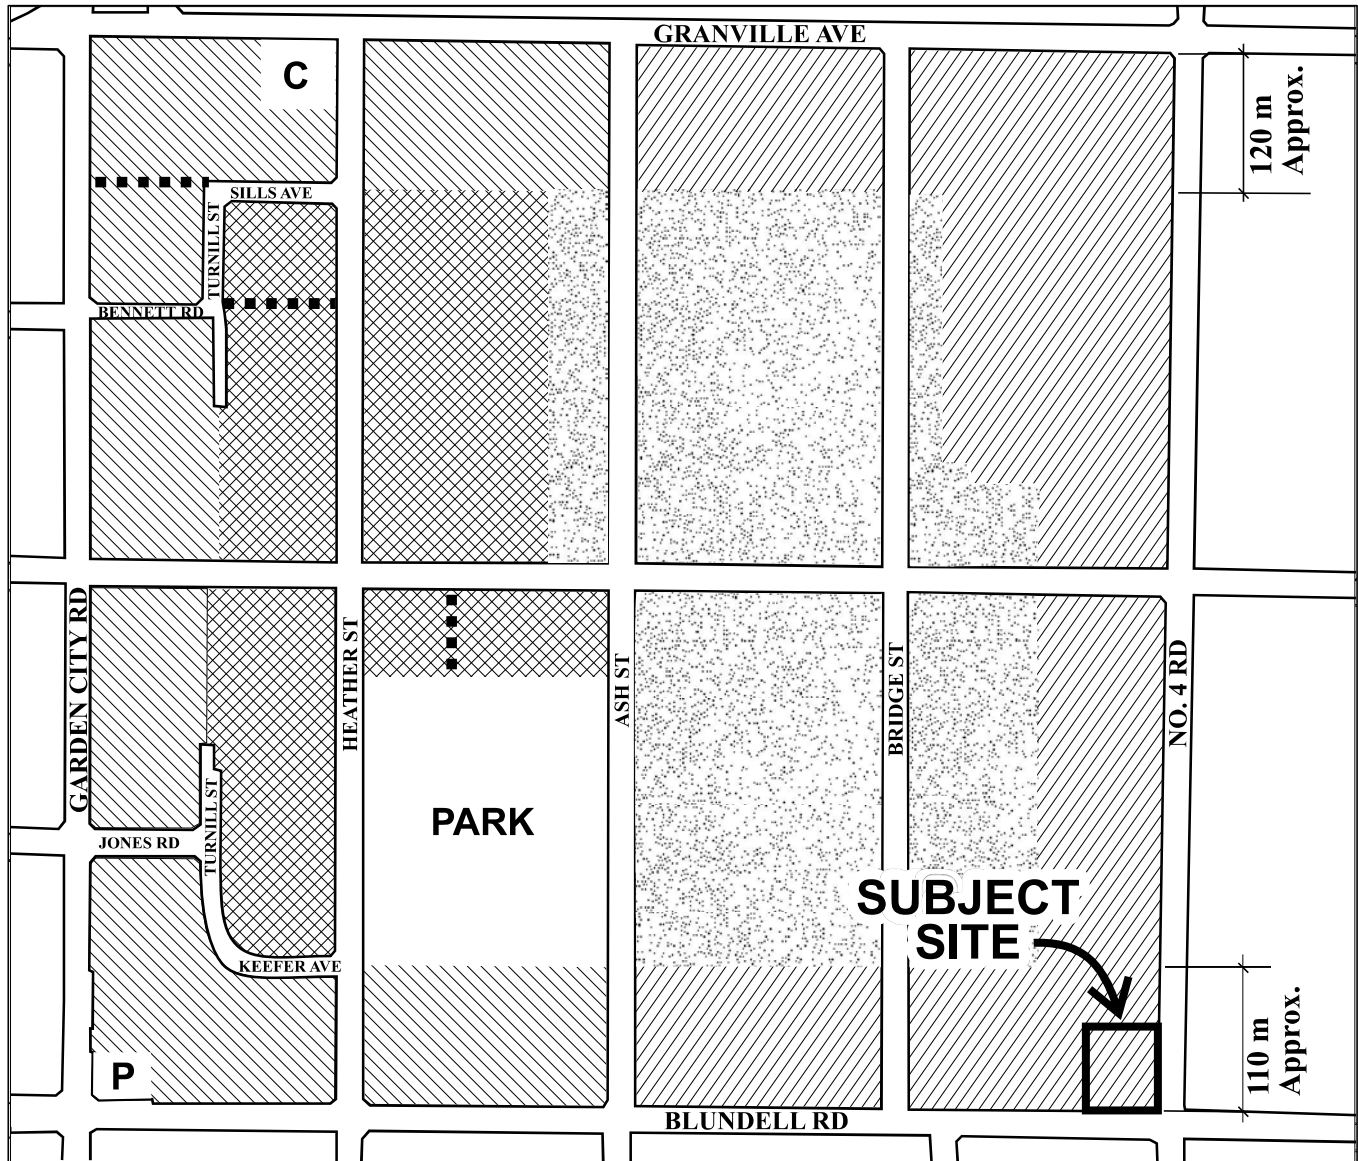 GRANVILLE AVE
C
120 m
Approx.
SILLS AVE
TURNILL ST
BENNETT RD
GARDEN CITY RD
HEATHER ST
ASH ST
BRIDGE ST
NO. 4 RD
TURNILL ST
JONES RD
PARK
SUBJECT
SITE
KEEFER AVE
110 m
Approx.
P
BLUNDELL RD